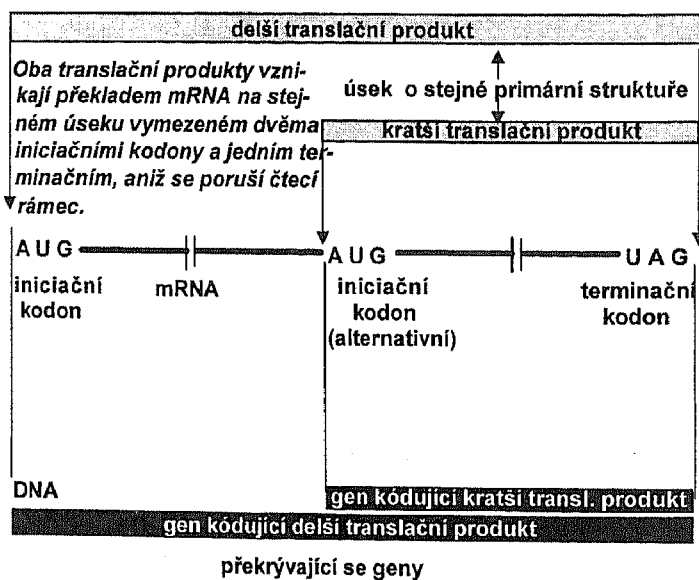 delší translační produkt
Oba translační produkty vzni-
kají překladem mRNA na stej-
ném úseku vymezeném dvěma
iniciačními kodony a jedním ter-
minačním, aniž se poruší čtecí
rámec.
úsek o stejné primární struktuře
kratší translační produkt
AUG AUG UAG
iniciační kodon
mRNA
iniciační kodon
(alternativní)
terminační kodon
DNA
gen kódující kratší transl. produkt
gen kódující delší translační produkt
překrývající se geny